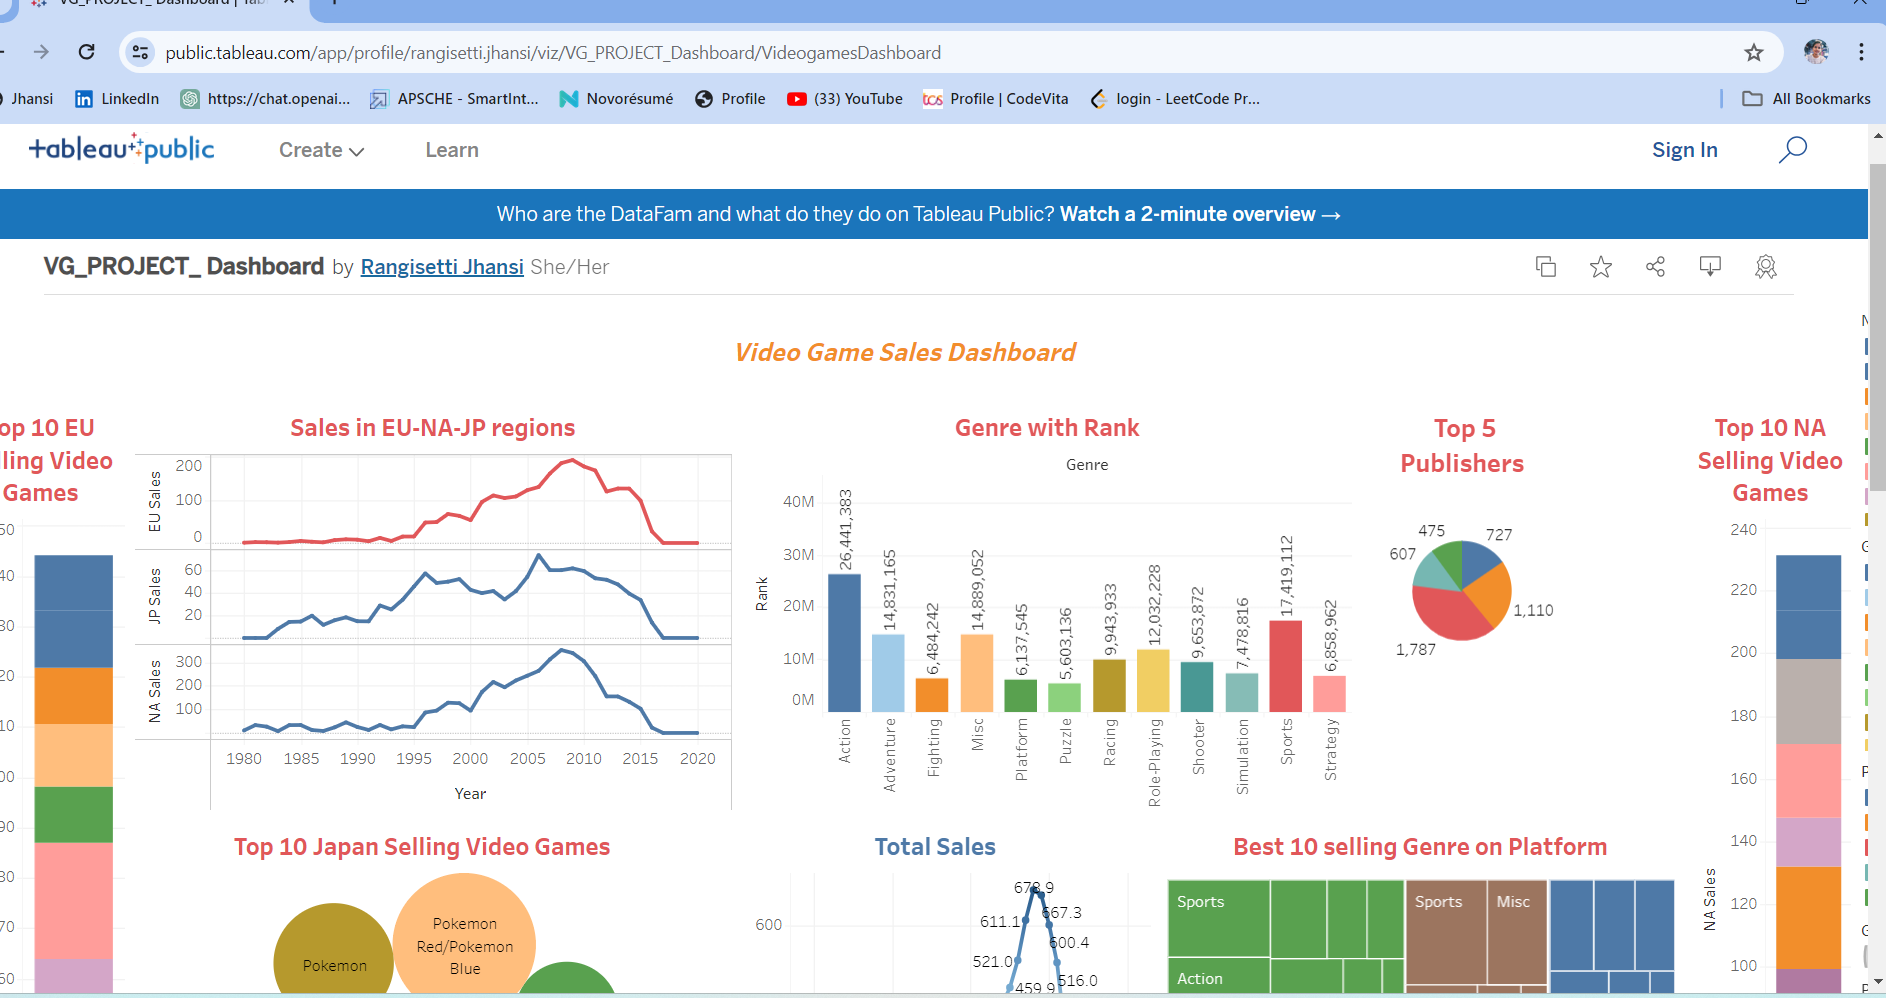 VG_PROJECT_ Dashboard | Tab
public.tableau.com/app/profile/rangisetti.jhansi/viz/VG_PROJECT_Dashboard/VideogamesDashboard
Jhansi LinkedIn https://chat.openai... APSCHE - SmartInt... Novorésumé Profile (33) YouTube tcs Profile | CodeVita login - LeetCode Pr... All Bookmarks
tableau public Create Learn Sign In
Who are the DataFam and what do they do on Tableau Public? Watch a 2-minute overview →
VG_PROJECT_ Dashboard by Rangisetti Jhansi She/Her
Video Game Sales Dashboard
op 10 EU
lling Video
Games
50
40
30
20
10
00
90
80
70
60
Sales in EU-NA-JP regions
EU Sales
200
100
0
JP Sales
60
40
20
NA Sales
300
200
100
1980 1985 1990 1995 2000 2005 2010 2015 2020
Year
Genre with Rank
Genre
Rank
40M
30M
20M
10M
0M
26,441,383
14,831,165
6,484,242
14,889,052
6,137,545
5,603,136
9,943,933
12,032,228
9,653,872
7,478,816
17,419,112
6,858,962
Action
Adventure
Fighting
Misc
Platform
Puzzle
Racing
Role-Playing
Shooter
Simulation
Sports
Strategy
Top 5
Publishers
475 727
607
1,110
1,787
Top 10 NA
Selling Video
Games
240
220
200
180
160
140
120
100
NA Sales
Top 10 Japan Selling Video Games
Pokemon
Pokemon
Red/Pokemon
Blue
Total Sales
600
678.9
667.3
611.1
600.4
521.0
516.0
459.9
Best 10 selling Genre on Platform
Sports
Action
Sports Misc